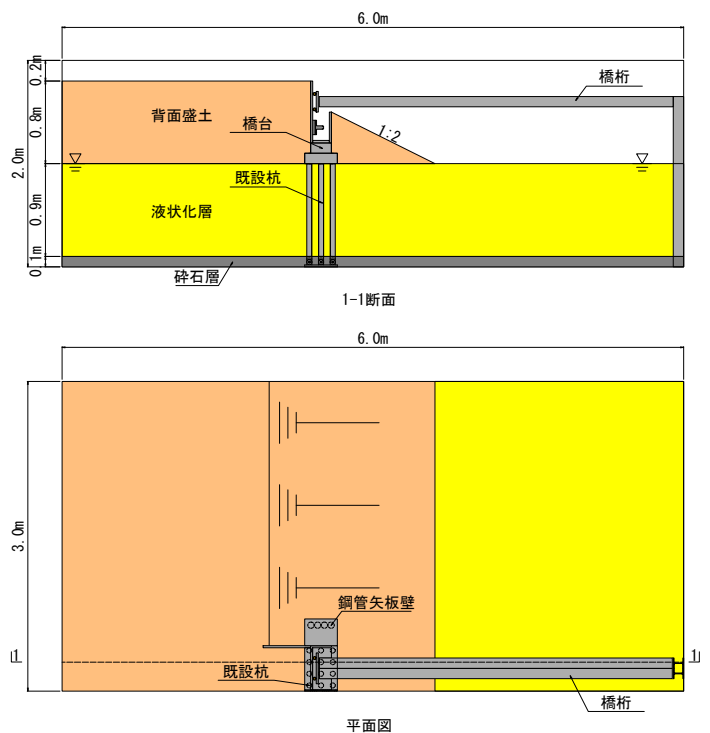 6.0m
0.2m
橋桁
背面盛土
0.8m
橋台
1:2
2.0m
既設杭
液状化層
0.9m
0.1m
砕石層
1-1断面
6.0m
3.0m
鋼管矢板壁
1
1
既設杭
橋桁
平面図